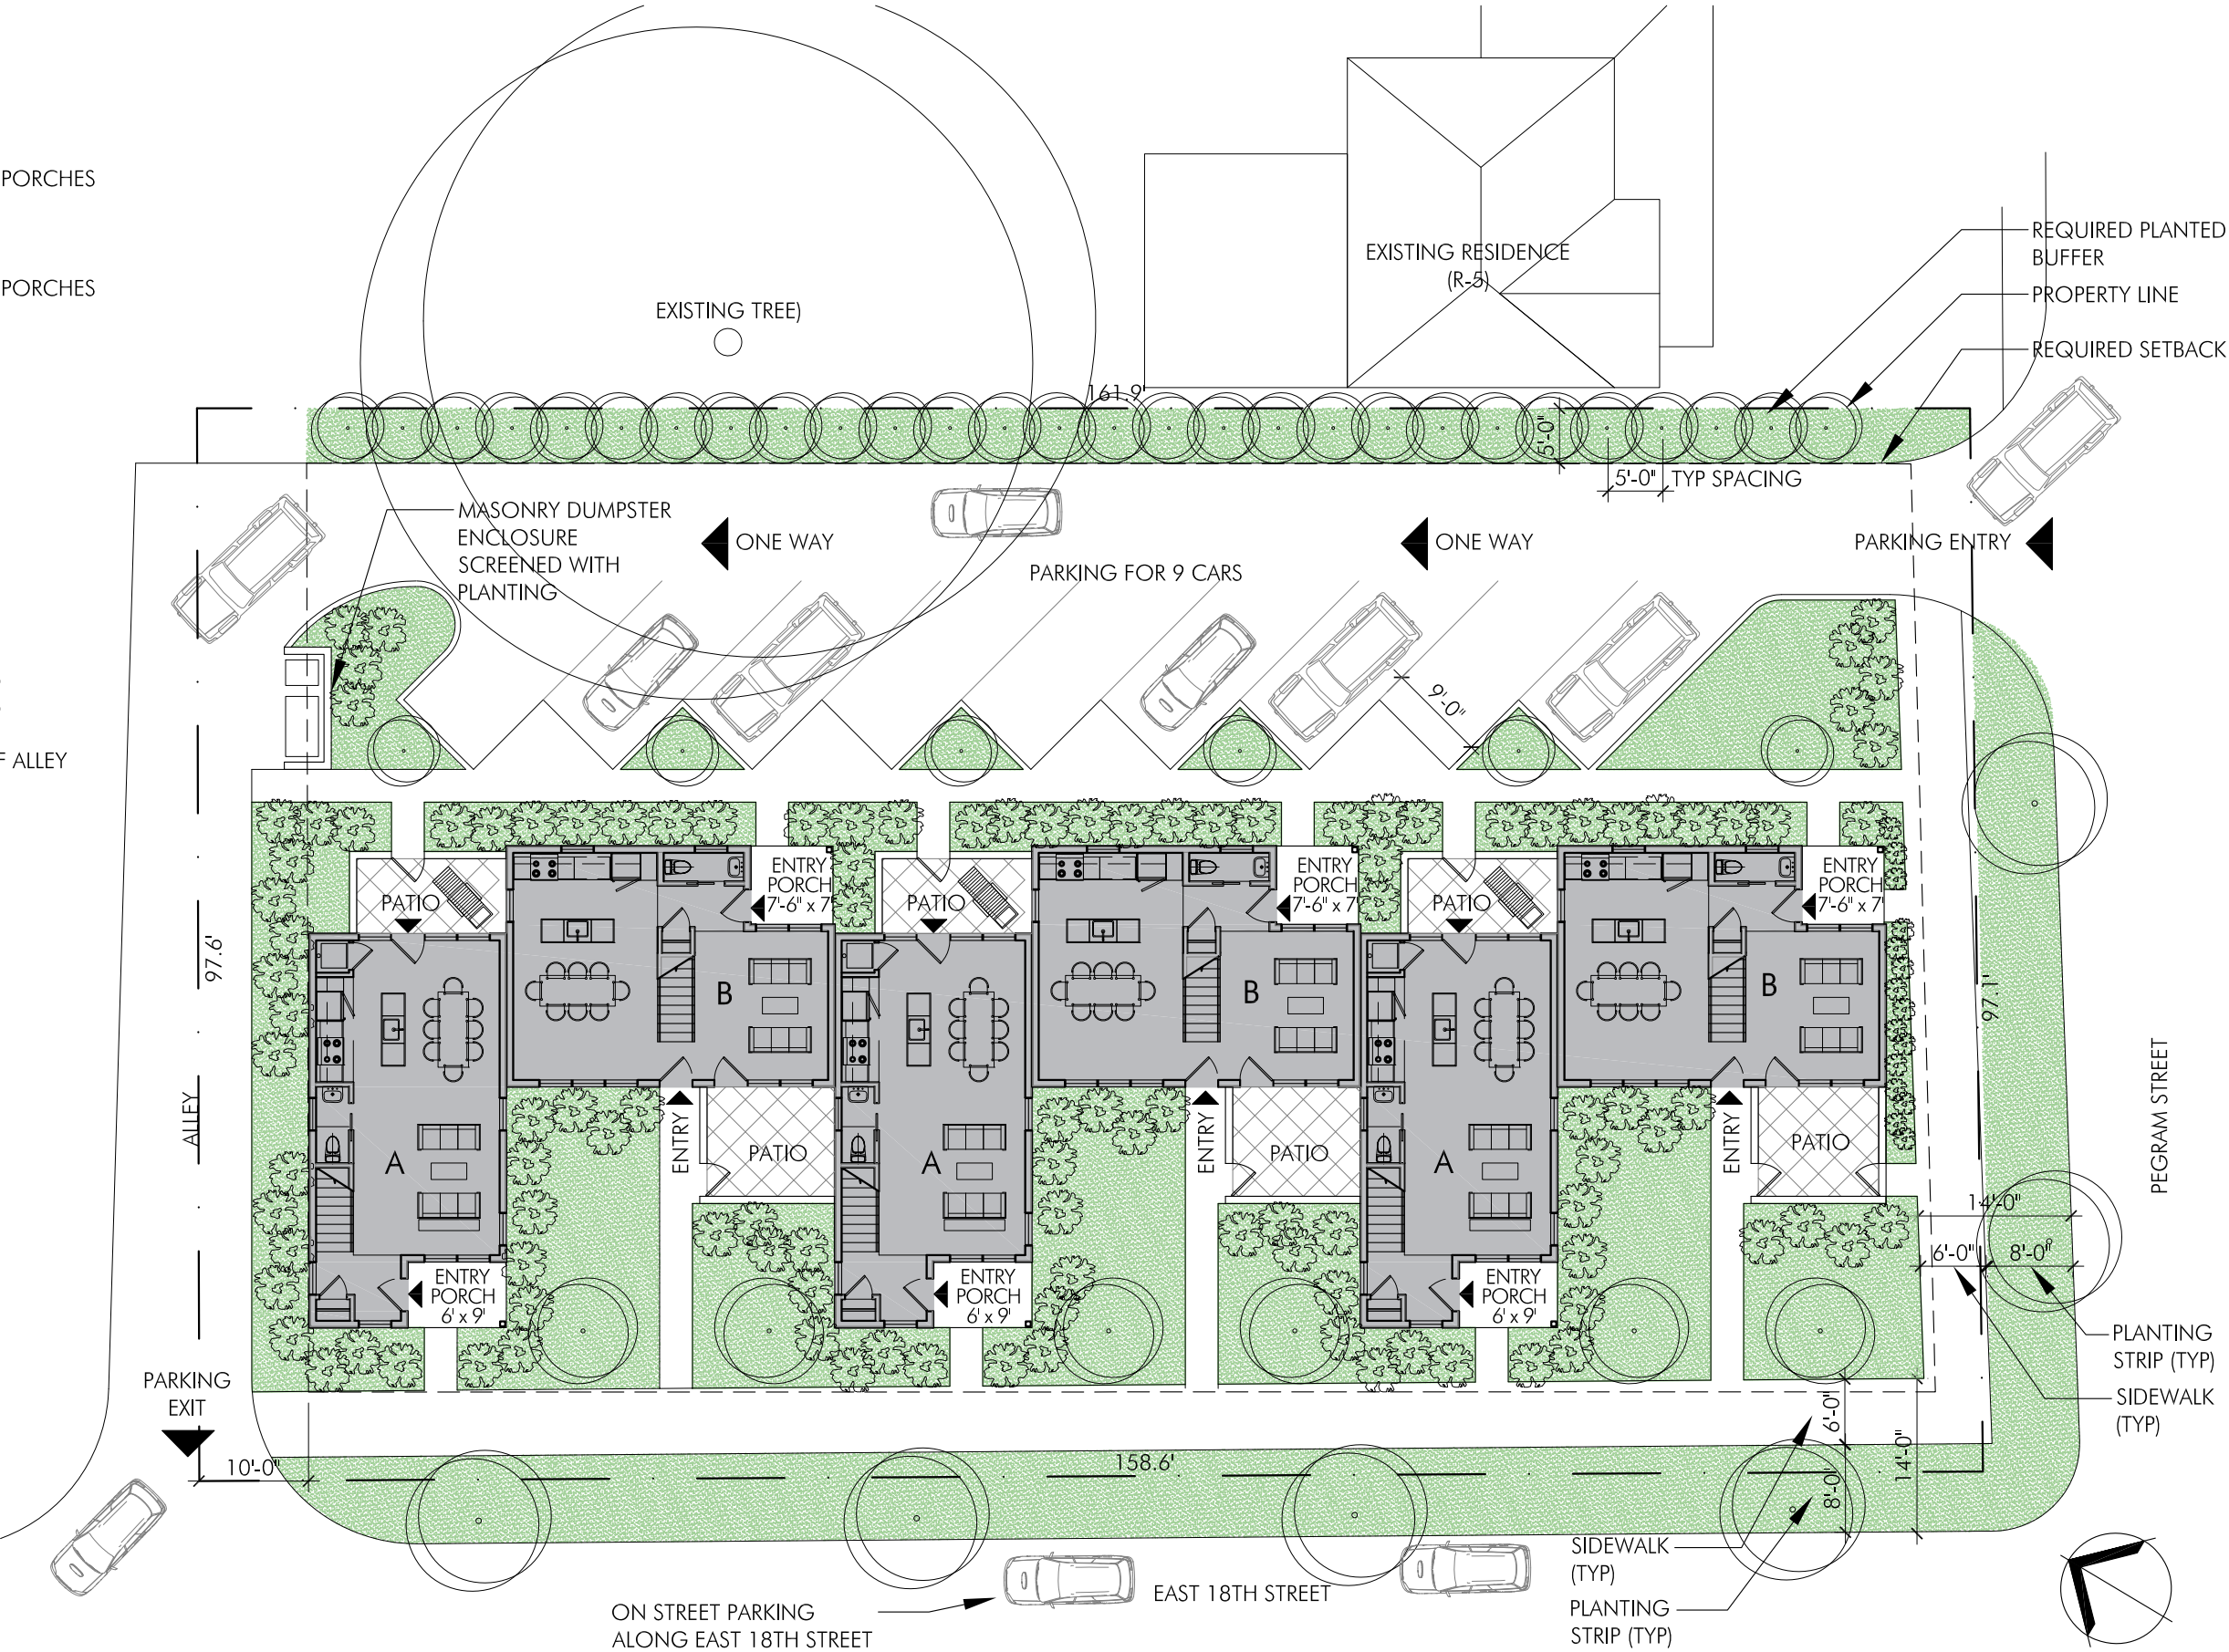 PORCHES
PORCHES
F ALLEY
EXISTING TREE)
EXISTING RESIDENCE
(R-5)
REQUIRED PLANTED
BUFFER
PROPERTY LINE
REQUIRED SETBACK
161.9'
5'-0"
5'-0"
TYP SPACING
MASONRY DUMPSTER
ENCLOSURE
SCREENED WITH
PLANTING
ONE WAY
ONE WAY
PARKING ENTRY
PARKING FOR 9 CARS
9'-0"
97.6'
ALLEY
PATIO
ENTRY
PORCH
7'-6" x 7'
PATIO
ENTRY
PORCH
7'-6" x 7'
PATIO
ENTRY
PORCH
7'-6" x 7'
B
B
B
97.1'
PEGRAM STREET
A
ENTRY
PATIO
A
ENTRY
PATIO
A
ENTRY
PATIO
14'-0"
6'-0"
8'-0"
ENTRY
PORCH
6' x 9'
ENTRY
PORCH
6' x 9'
ENTRY
PORCH
6' x 9'
PLANTING
STRIP (TYP)
SIDEWALK
(TYP)
PARKING
EXIT
10'-0"
158.6'
6'-0"
8'-0"
14'-0"
SIDEWALK
(TYP)
PLANTING
STRIP (TYP)
EAST 18TH STREET
ON STREET PARKING
ALONG EAST 18TH STREET